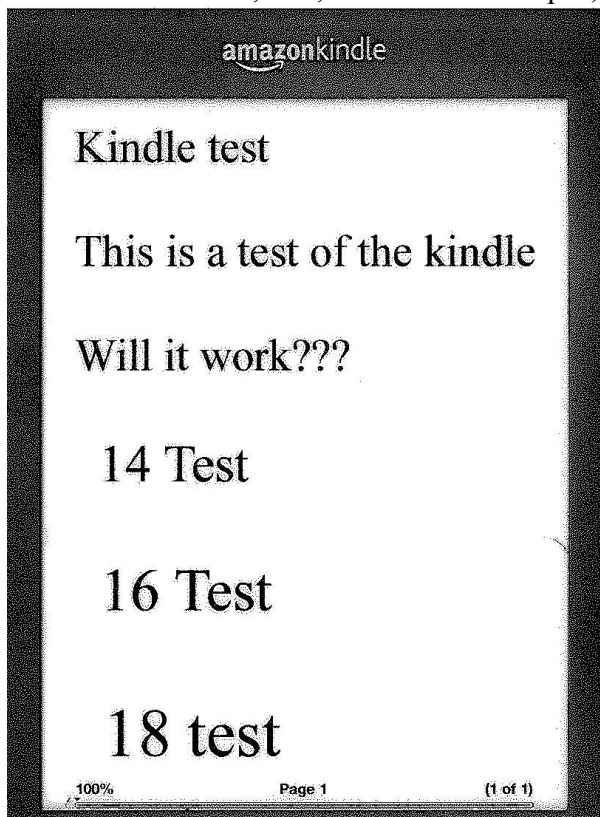 amazonkindle
Kindle test
This is a test of the kindle
Will it work???
14 Test
16 Test
18 test
100% Page 1 (1 of 1)